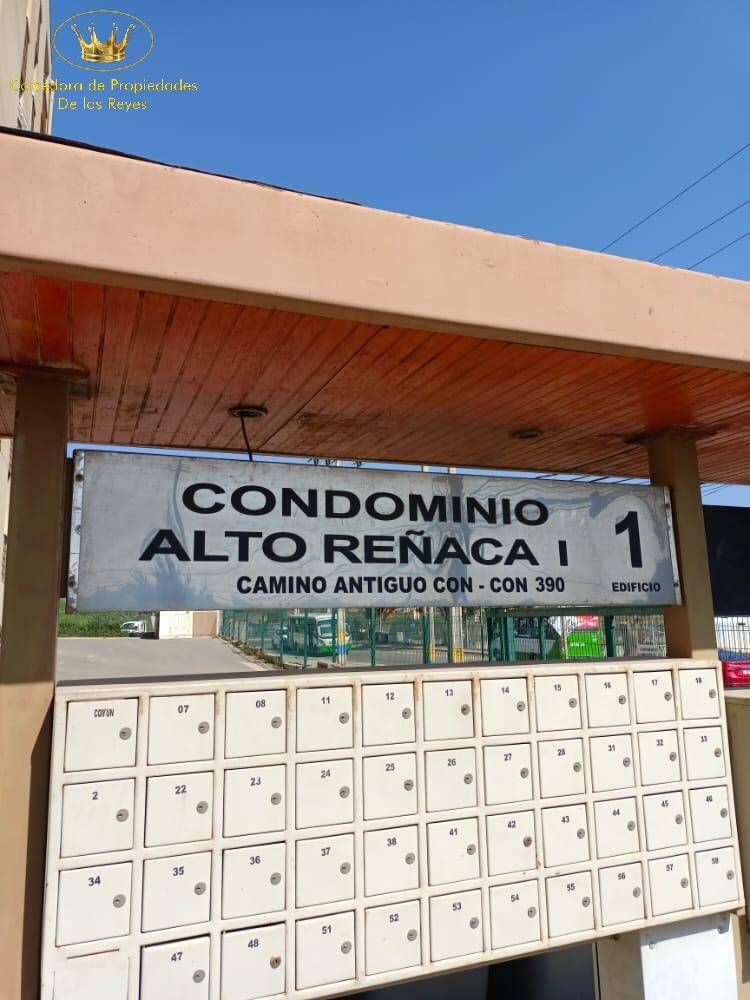 Corredora de Propiedades
De los Reyes
CONDOMINIO
ALTO REÑACA I 1
CAMINO ANTIGUO CON - CON 390 EDIFICIO
COMUN 07 08 11 12 13 14 15 16 17 18
2 22 23 24 25 26 27 28 31 32 33
34 35 36 37 38 41 42 43 44 45 46
47 48 51 52 53 54 55 56 57 58